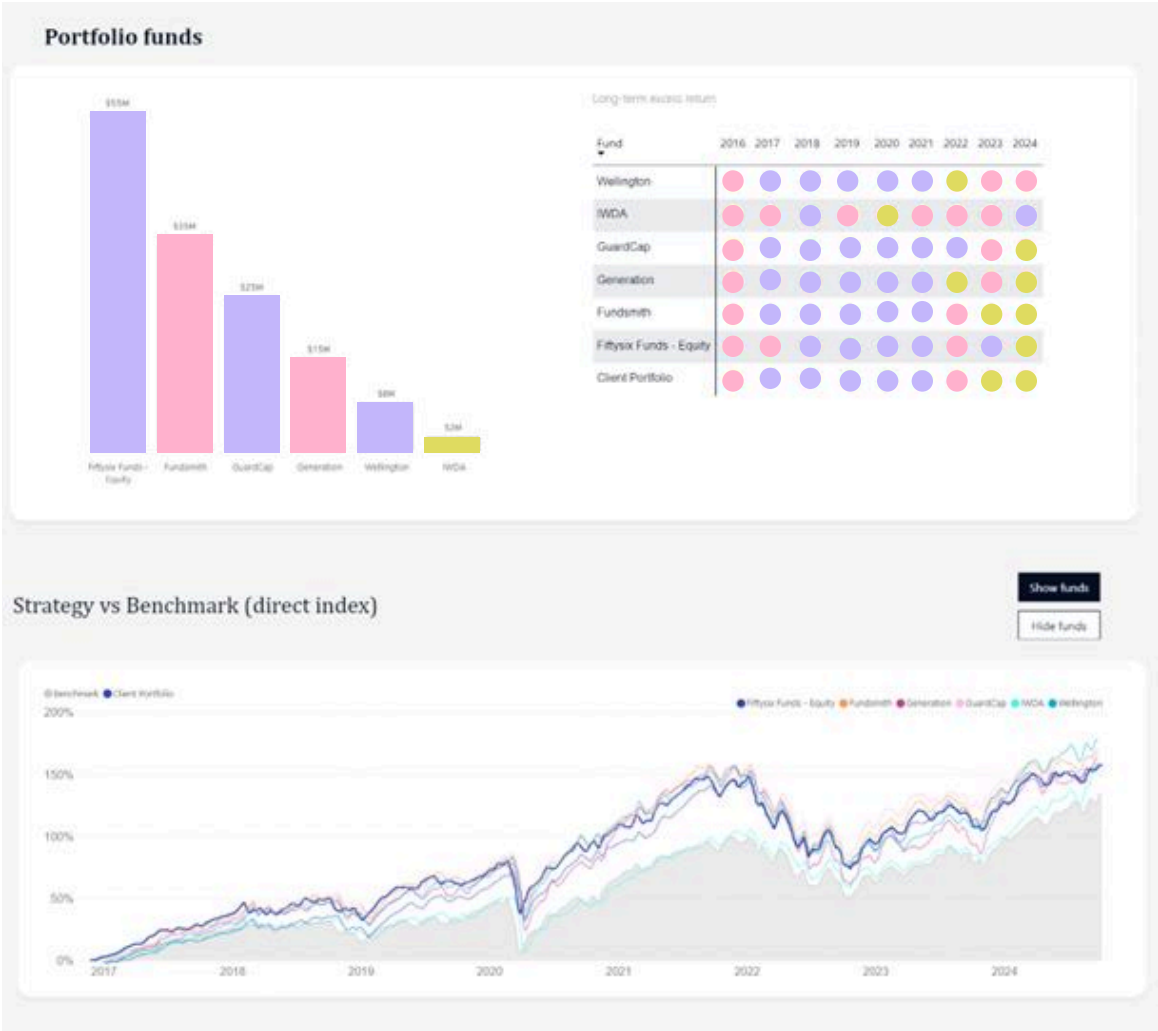 Portfolio funds
$55M
$35M
$25M
$15M
$8M
$2M
Fiftysix Funds -
Equity
Fundsmith
GuardCap
Generation
Wellington
IWDA
Long-term excess return
Fund 2016 2017 2018 2019 2020 2021 2022 2023 2024
Wellington
IWDA
GuardCap
Generation
Fundsmith
Fiftysix Funds - Equity
Client Portfolio
Strategy vs Benchmark (direct index)
Show funds
Hide funds
Benchmark Client Portfolio
Fiftysix Funds - Equity Fundsmith Generation GuardCap IWDA Wellington
200%
150%
100%
50%
0%
2017 2018 2019 2020 2021 2022 2023 2024